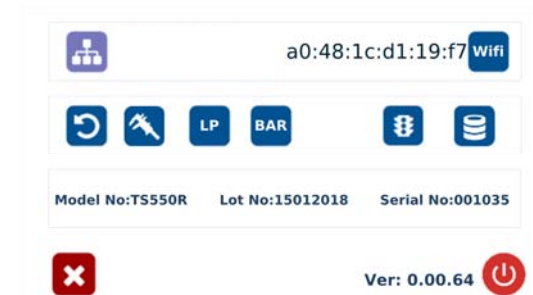 a0:48:1c:d1:19:f7 Wifi
LP BAR
Model No:TS550R Lot No:15012018 Serial No:001035
Ver: 0.00.64